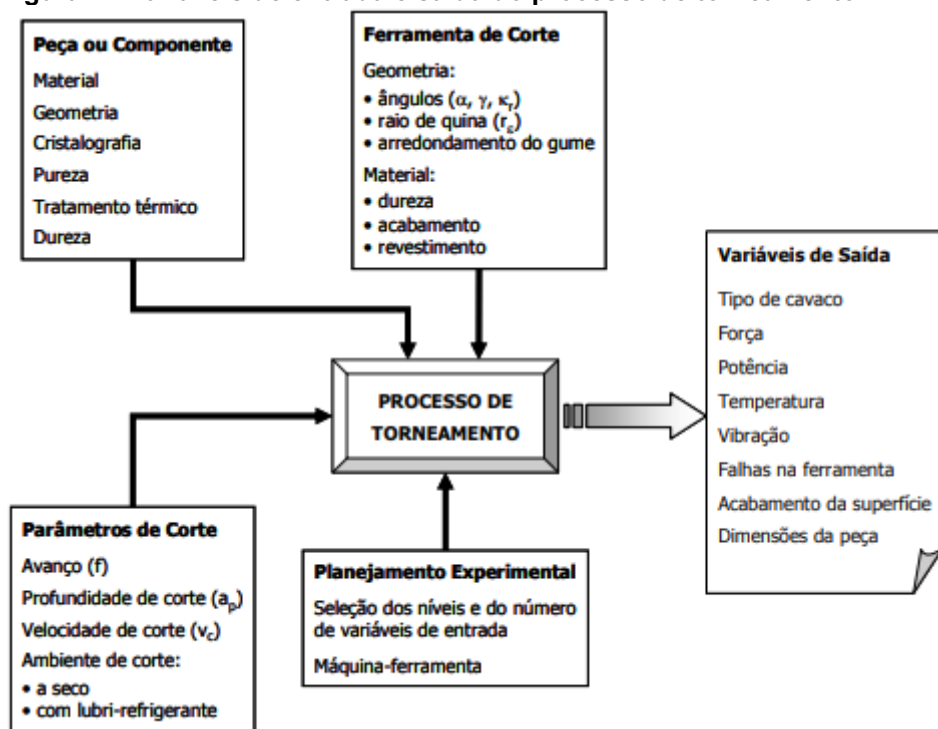 Peça ou Componente
Material
Geometria
Cristalografia
Pureza
Tratamento térmico
Dureza
Ferramenta de Corte
Geometria:
• ângulos (α, γ, κr)
• raio de quina (rε)
• arredondamento do gume
Material:
• dureza
• acabamento
• revestimento
PROCESSO DE
TORNEAMENTO
Variáveis de Saída
Tipo de cavaco
Força
Potência
Temperatura
Vibração
Falhas na ferramenta
Acabamento da superfície
Dimensões da peça
Parâmetros de Corte
Avanço (f)
Profundidade de corte (ap)
Velocidade de corte (vc)
Ambiente de corte:
• a seco
• com lubri-refrigerante
Planejamento Experimental
Seleção dos níveis e do número
de variáveis de entrada
Máquina-ferramenta